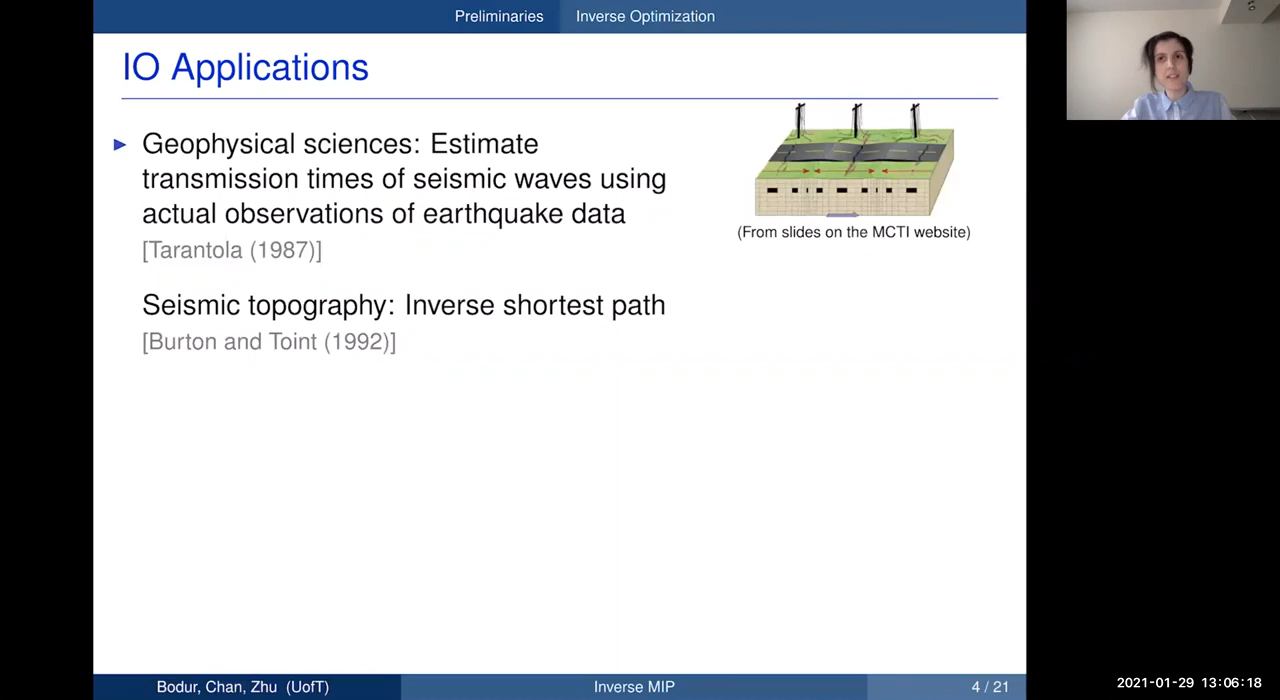 Preliminaries Inverse Optimization
IO Applications
Geophysical sciences: Estimate
transmission times of seismic waves using
actual observations of earthquake data
[Tarantola (1987)]
(From slides on the MCTI website)
Seismic topography: Inverse shortest path
[Burton and Toint (1992)]
Bodur, Chan, Zhu (UofT) Inverse MIP 4 / 21
2021-01-29 13:06:18